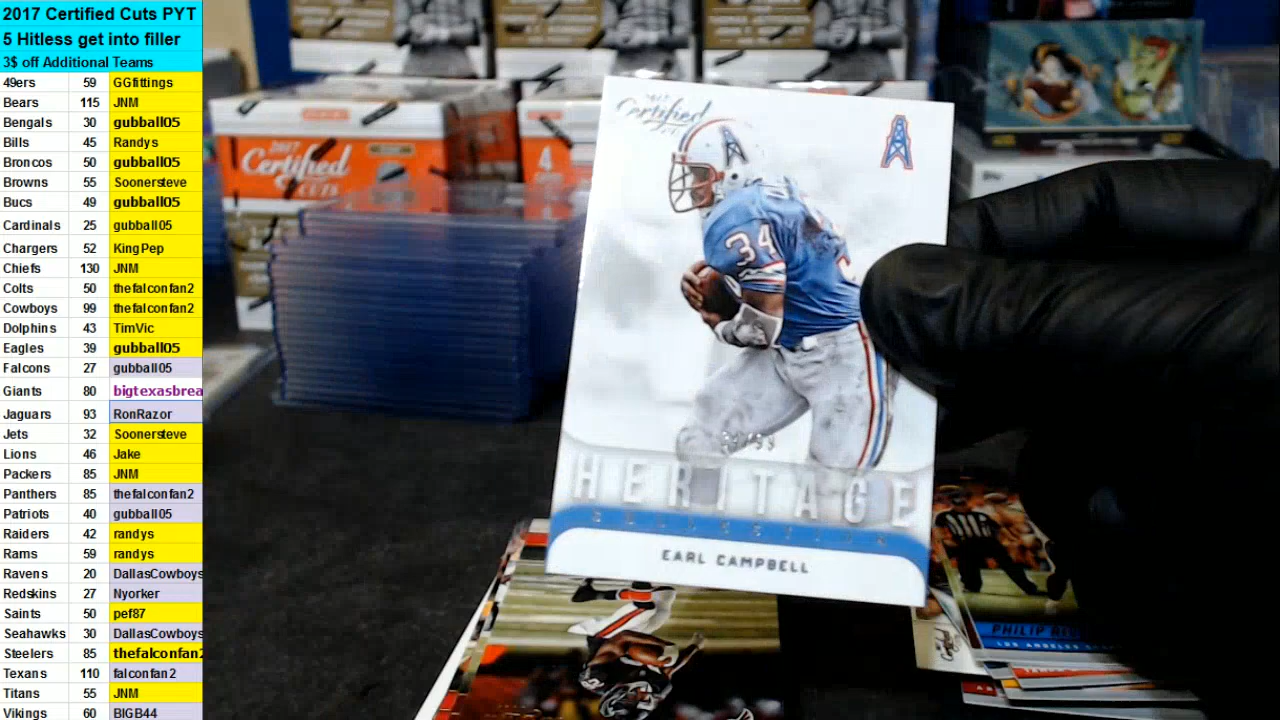 2017 Certified Cuts PYT
5 Hitless get into filler
3$ off Additional Teams
49ers 59 GGfittings
Bears 115 JNM
Bengals 30 gubball05
Bills 45 Randys
Broncos 50 gubball05
Browns 55 Soonersteve
Bucs 49 gubball05
Cardinals 25 gubball05
Chargers 52 KingPep
Chiefs 130 JNM
Colts 50 thefalconfan2
Cowboys 99 thefalconfan2
Dolphins 43 TimVic
Eagles 39 gubball05
Falcons 27 gubball05
Giants 80 bigtexasbrea
Jaguars 93 RonRazor
Jets 32 Soonersteve
Lions 46 Jake
Packers 85 JNM
Panthers 85 thefalconfan2
Patriots 40 gubball05
Raiders 42 randys
Rams 59 randys
Ravens 20 DallasCowboys
Redskins 27 Nyorker
Saints 50 pef87
Seahawks 30 DallasCowboys
Steelers 85 thefalconfan2
Texans 110 falconfan2
Titans 55 JNM
Vikings 60 BIGB44
2017
Certified
CUTS
4
2017
Certified
34
HERITAGE
COLLECTION
EARL CAMPBELL
PHILIP
LOS ANGELES